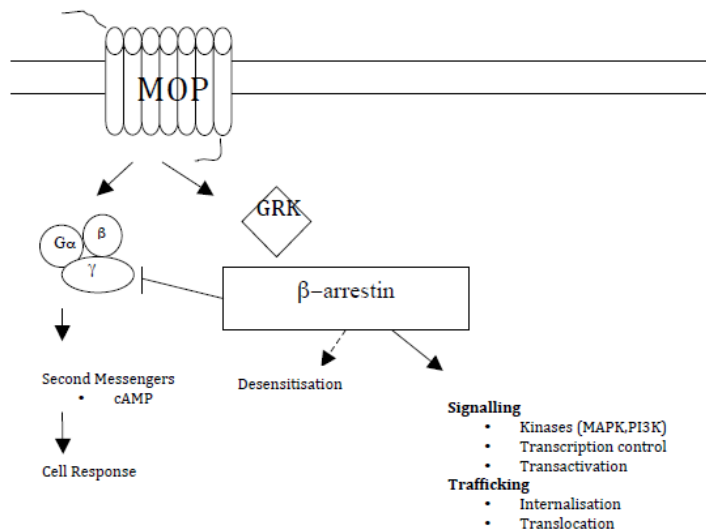 MOP
GRK
Gα
β
γ
β–arrestin
Second Messengers
• cAMP
Desensitisation
Cell Response
Signalling
• Kinases (MAPK,PI3K)
• Transcription control
• Transactivation
Trafficking
• Internalisation
• Translocation